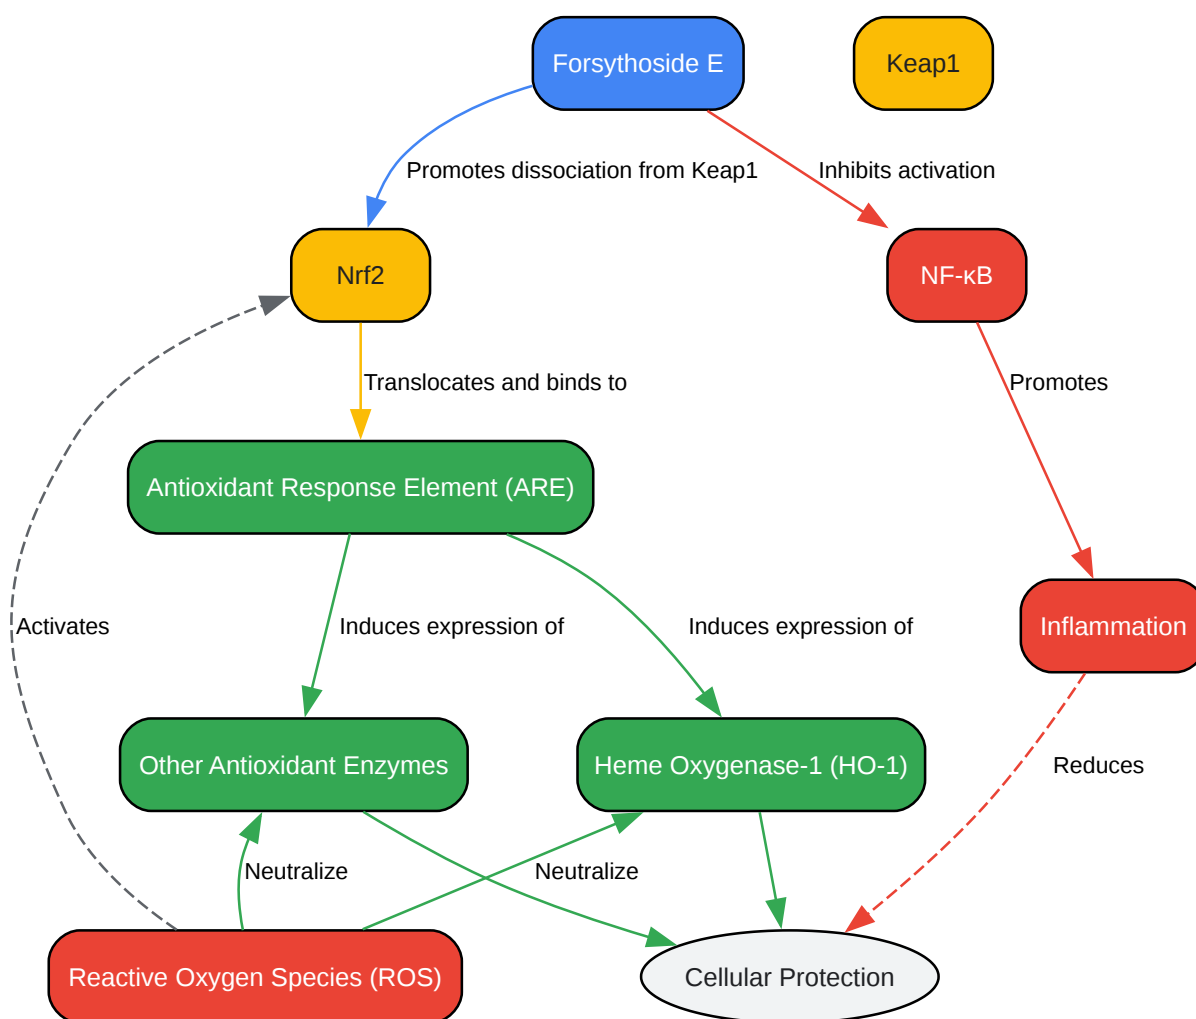 Forsythoside E
Keap1
Promotes dissociation from Keap1
Inhibits activation
Nrf2
NF-κB
Translocates and binds to
Promotes
Antioxidant Response Element (ARE)
Activates
Induces expression of
Induces expression of
Inflammation
Other Antioxidant Enzymes
Heme Oxygenase-1 (HO-1)
Reduces
Neutralize
Neutralize
Reactive Oxygen Species (ROS)
Cellular Protection